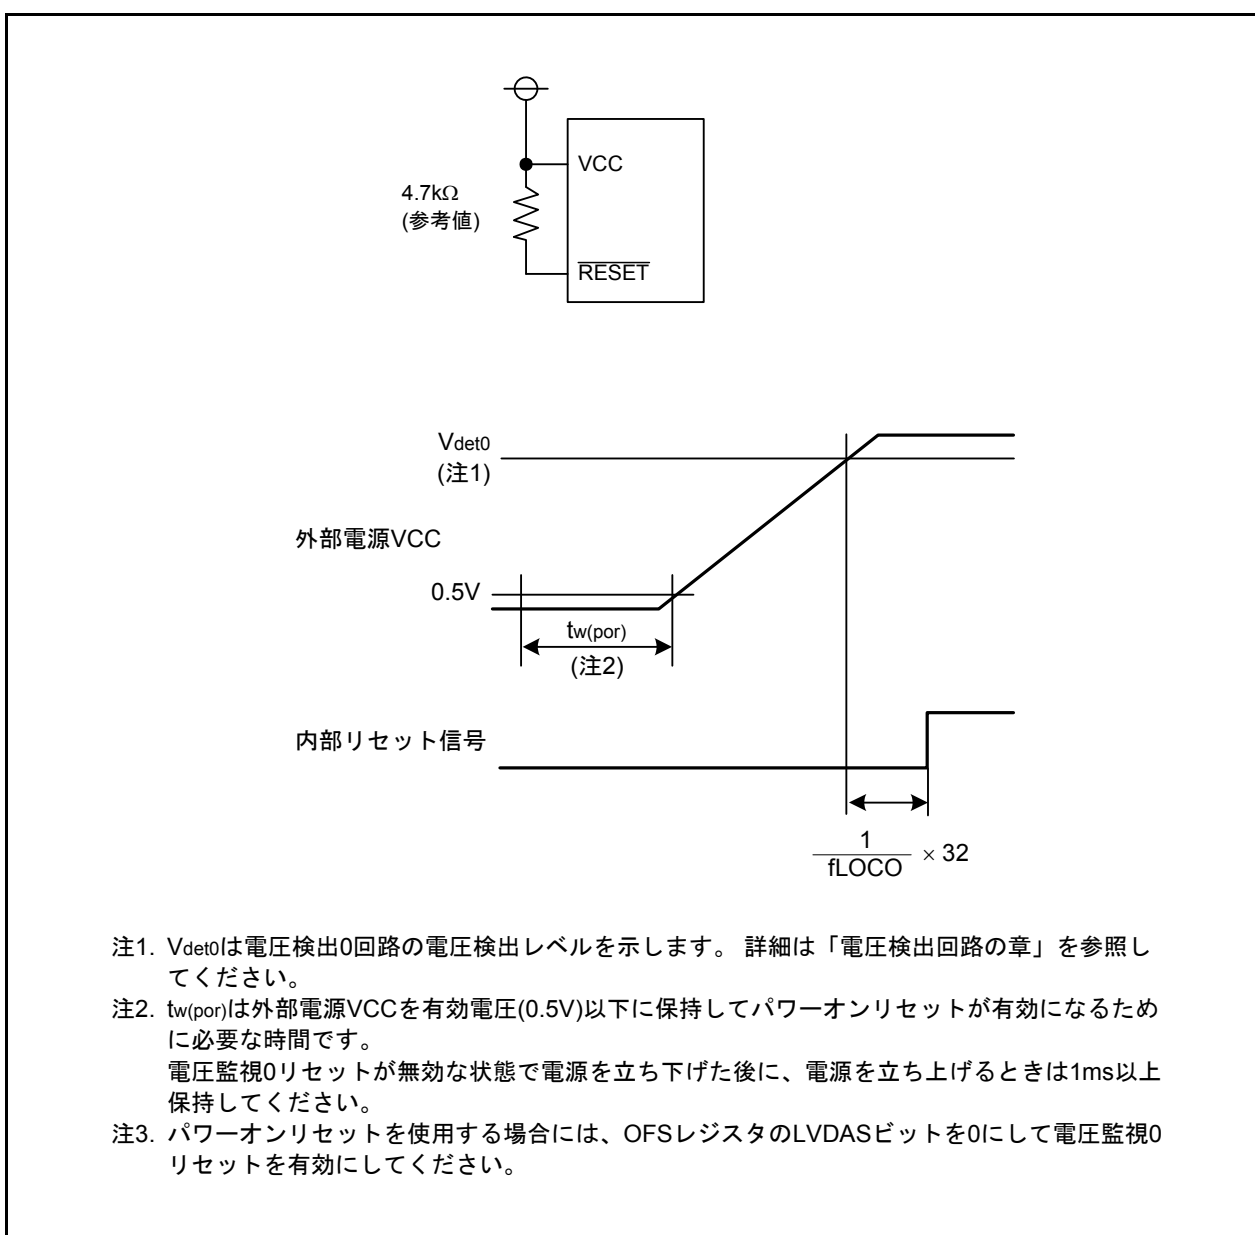 VCC
4.7kΩ
(参考値)
RESET
Vdet0
(注1)
外部電源VCC
0.5V
tw(por)
(注2)
内部リセット信号
1
fLOCO
× 32
注1. Vdet0は電圧検出0回路の電圧検出レベルを示します。 詳細は「電圧検出回路の章」を参照し
てください。
注2. tw(por)は外部電源VCCを有効電圧(0.5V)以下に保持してパワーオンリセットが有効になるため
に必要な時間です。
電圧監視0リセットが無効な状態で電源を立ち下げた後に、電源を立ち上げるときは1ms以上
保持してください。
注3. パワーオンリセットを使用する場合には、OFSレジスタのLVDASビットを0にして電圧監視0
リセットを有効にしてください。